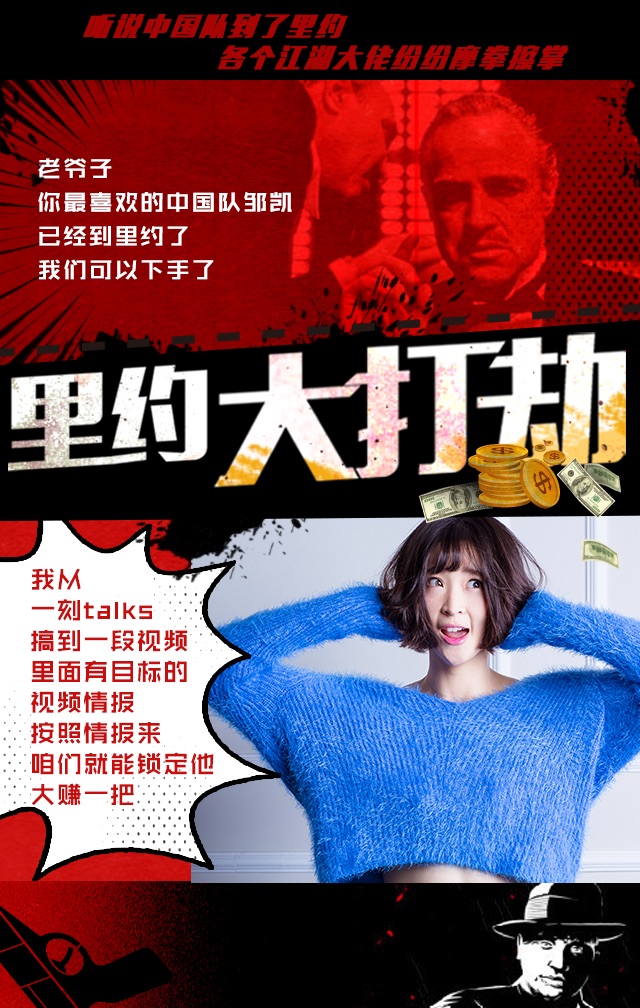 听说中国队到了里约
各个江湖大佬纷纷摩拳擦掌
老爷子
你最喜欢的中国队邹凯
已经到里约了
我们可以下手了
里约大打劫
我从
一刻talks
搞到一段视频
里面有目标的
视频情报
按照情报来
咱们就能锁定他
大赚一把